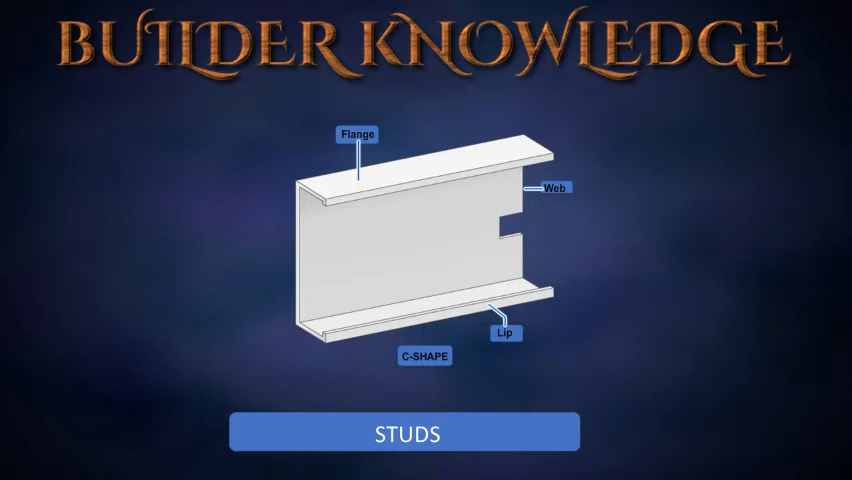 BUILDER KNOWLEDGE
Flange
Web
Lip
C-SHAPE
STUDS